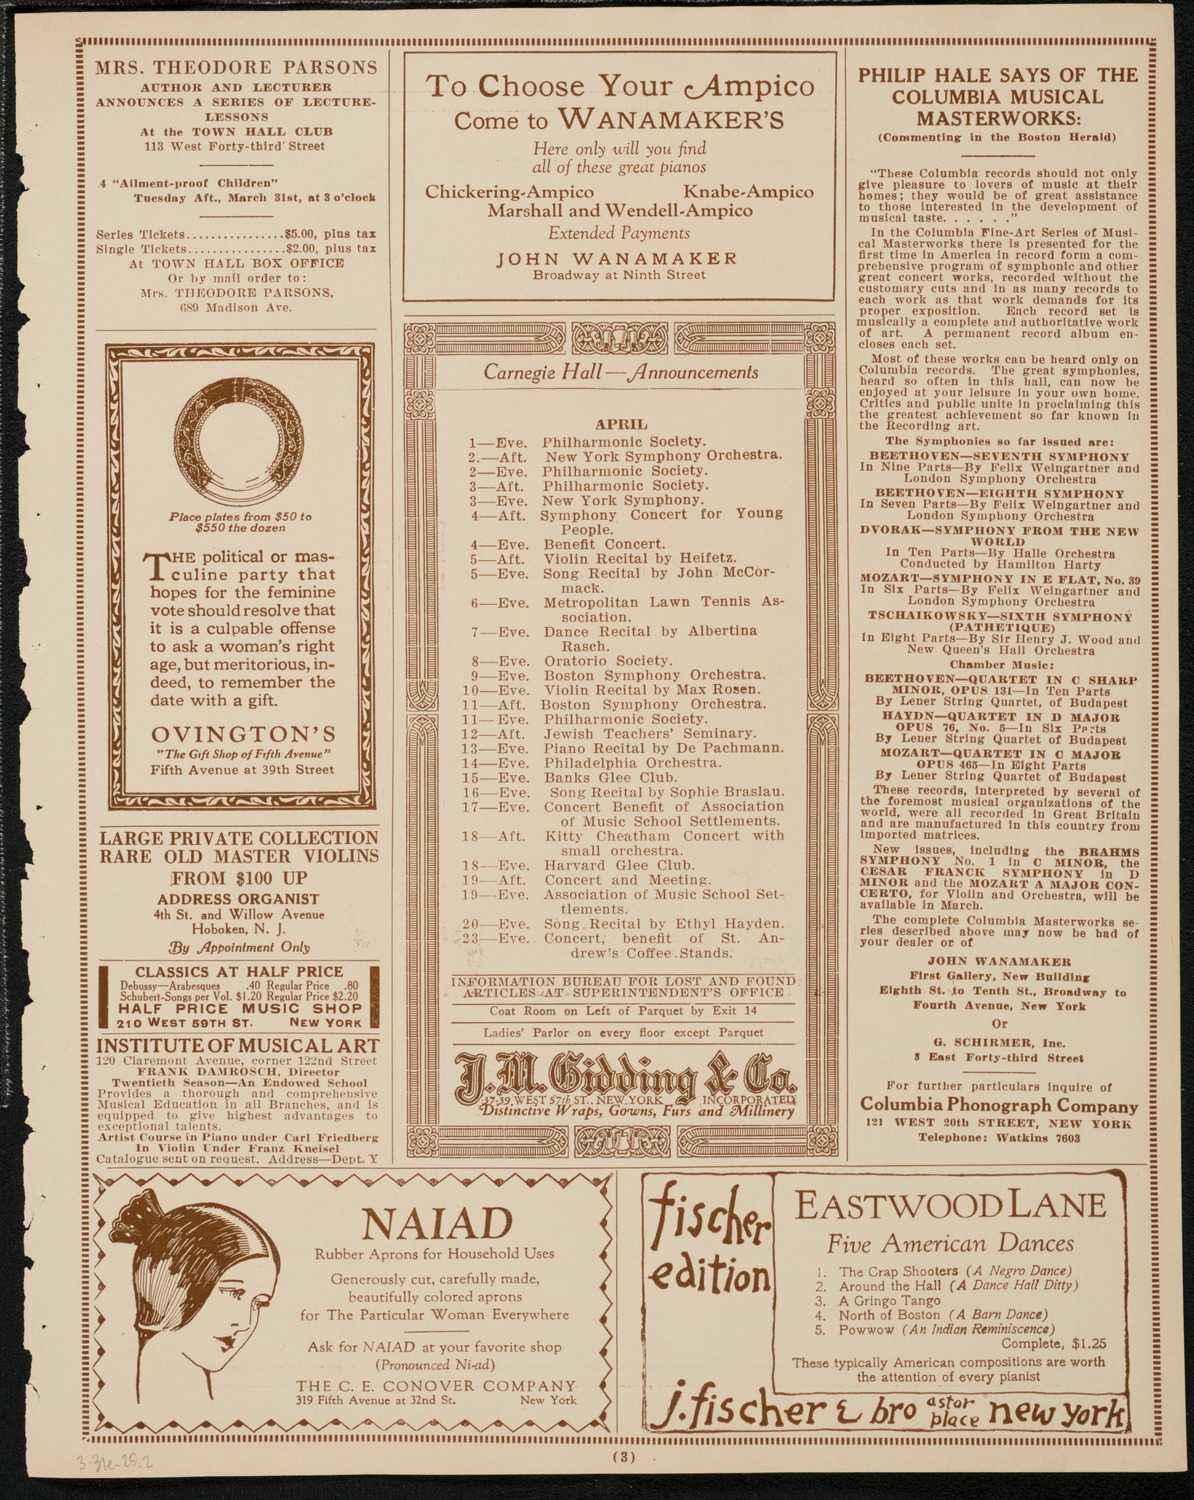 MRS. THEODORE PARSONS
AUTHOR AND LECTURER
ANNOUNCES A SERIES OF LECTURE-
LESSONS
At the TOWN HALL CLUB
113 West Forty-third Street
4 "Ailment-proof Children"
Tuesday Aft., March 31st, at 3 o'clock
Series Tickets...............$5.00, plus tax
Single Tickets...............$2.00, plus tax
At TOWN HALL BOX OFFICE
Or by mail order to:
Mrs. THEODORE PARSONS,
689 Madison Ave.
Place plates from $50 to
$550 the dozen
THE political or mas-
culine party that
hopes for the feminine
vote should resolve that
it is a culpable offense
to ask a woman's right
age, but meritorious, in-
deed, to remember the
date with a gift.
OVINGTON'S
"The Gift Shop of Fifth Avenue"
Fifth Avenue at 39th Street
LARGE PRIVATE COLLECTION
RARE OLD MASTER VIOLINS
FROM $100 UP
ADDRESS ORGANIST
4th St. and Willow Avenue
Hoboken, N. J.
By Appointment Only
CLASSICS AT HALF PRICE
Debussy—Arabesques .40 Regular Price .80
Schubert-Songs per Vol. $1.20 Regular Price $2.20
HALF PRICE MUSIC SHOP
210 WEST 59TH ST. NEW YORK
INSTITUTE OF MUSICAL ART
120 Claremont Avenue, corner 122nd Street
FRANK DAMROSCH, Director
Twentieth Season—An Endowed School
Provides a thorough and comprehensive
Musical Education in all Branches, and is
equipped to give highest advantages to
exceptional talents.
Artist Course in Piano under Carl Friedberg
In Violin Under Franz Kneisel
Catalogue sent on request. Address—Dept. Y
To Choose Your Ampico
Come to WANAMAKER'S
Here only will you find
all of these great pianos
Chickering-Ampico Knabe-Ampico
Marshall and Wendell-Ampico
Extended Payments
JOHN WANAMAKER
Broadway at Ninth Street
Carnegie Hall—Announcements
APRIL
1—Eve. Philharmonic Society.
2.—Aft. New York Symphony Orchestra.
2—Eve. Philharmonic Society.
3—Aft. Philharmonic Society.
3—Eve. New York Symphony.
4—Aft. Symphony Concert for Young
People.
4—Eve. Benefit Concert.
5—Aft. Violin Recital by Heifetz.
5—Eve. Song Recital by John McCor-
mack.
6—Eve. Metropolitan Lawn Tennis As-
sociation.
7—Eve. Dance Recital by Albertina
Rasch.
8—Eve. Oratorio Society.
9—Eve. Boston Symphony Orchestra.
10—Eve. Violin Recital by Max Rosen.
11—Aft. Boston Symphony Orchestra.
11—Eve. Philharmonic Society.
12—Aft. Jewish Teachers' Seminary.
13—Eve. Piano Recital by De Pachmann.
14—Eve. Philadelphia Orchestra.
15—Eve. Banks Glee Club.
16—Eve. Song Recital by Sophie Braslau.
17—Eve. Concert Benefit of Association
of Music School Settlements.
18—Aft. Kitty Cheatham Concert with
small orchestra.
18—Eve. Harvard Glee Club.
19—Aft. Concert and Meeting.
19—Eve. Association of Music School Set-
tlements.
20—Eve. Song Recital by Ethyl Hayden.
23—Eve. Concert, benefit of St. An-
drew's Coffee Stands.
INFORMATION BUREAU FOR LOST AND FOUND
ARTICLES AT SUPERINTENDENT'S OFFICE
Coat Room on Left of Parquet by Exit 14
Ladies' Parlor on every floor except Parquet
J.M. Gidding & Co.
37-39 WEST 57th ST., NEW YORK INCORPORATED
Distinctive Wraps, Gowns, Furs and Millinery
PHILIP HALE SAYS OF THE
COLUMBIA MUSICAL
MASTERWORKS:
(Commenting in the Boston Herald)
"These Columbia records should not only
give pleasure to lovers of music at their
homes; they would be of great assistance
to those interested in the development of
musical taste. . . . . ."
In the Columbia Fine-Art Series of Musi-
cal Masterworks there is presented for the
first time in America in record form a com-
prehensive program of symphonic and other
great concert works, recorded without the
customary cuts and in as many records to
each work as that work demands for its
proper exposition. Each record set is
musically a complete and authoritative work
of art. A permanent record album en-
closes each set.
Most of these works can be heard only on
Columbia records. The great symphonies,
heard so often in this hall, can now be
enjoyed at your leisure in your own home.
Critics and public unite in proclaiming this
the greatest achievement so far known in
the Recording art.
The Symphonies so far issued are:
BEETHOVEN—SEVENTH SYMPHONY
In Nine Parts—By Felix Weingartner and
London Symphony Orchestra
BEETHOVEN—EIGHTH SYMPHONY
In Seven Parts—By Felix Weingartner and
London Symphony Orchestra
DVORAK—SYMPHONY FROM THE NEW
WORLD
In Ten Parts—By Halle Orchestra
Conducted by Hamilton Harty
MOZART—SYMPHONY IN E FLAT, No. 39
In Six Parts—By Felix Weingartner and
London Symphony Orchestra
TSCHAIKOWSKY—SIXTH SYMPHONY
(PATHETIQUE)
In Eight Parts—By Sir Henry J. Wood and
New Queen's Hall Orchestra
Chamber Music:
BEETHOVEN—QUARTET IN C SHARP
MINOR, OPUS 131—In Ten Parts
By Lener String Quartet, of Budapest
HAYDN—QUARTET IN D MAJOR
OPUS 76, No. 5—In Six Parts
By Lener String Quartet of Budapest
MOZART—QUARTET IN C MAJOR
OPUS 465—In Eight Parts
By Lener String Quartet of Budapest
These records, interpreted by several of
the foremost musical organizations of the
world, were all recorded in Great Britain
and are manufactured in this country from
imported matrices.
New issues, including the BRAHMS
SYMPHONY No. 1 in C MINOR, the
CESAR FRANCK SYMPHONY in D
MINOR and the MOZART A MAJOR CON-
CERTO, for Violin and Orchestra, will be
available in March.
The complete Columbia Masterworks se-
ries described above may now be had of
your dealer or of
JOHN WANAMAKER
First Gallery, New Building
Eighth St. to Tenth St., Broadway to
Fourth Avenue, New York
Or
G. SCHIRMER, Inc.
3 East Forty-third Street
For further particulars inquire of
Columbia Phonograph Company
121 WEST 20th STREET, NEW YORK
Telephone: Watkins 7603
NAIAD
Rubber Aprons for Household Uses
Generously cut, carefully made,
beautifully colored aprons
for The Particular Woman Everywhere
Ask for NAIAD at your favorite shop
(Pronounced Ni-ad)
THE C. E. CONOVER COMPANY
319 Fifth Avenue at 32nd St. New York
fischer
edition
EASTWOOD LANE
Five American Dances
1. The Crap Shooters (A Negro Dance)
2. Around the Hall (A Dance Hall Ditty)
3. A Gringo Tango
4. North of Boston (A Barn Dance)
5. Powwow (An Indian Reminiscence)
Complete, $1.25
These typically American compositions are worth
the attention of every pianist
j. fischer & bro astor place new york
(3)